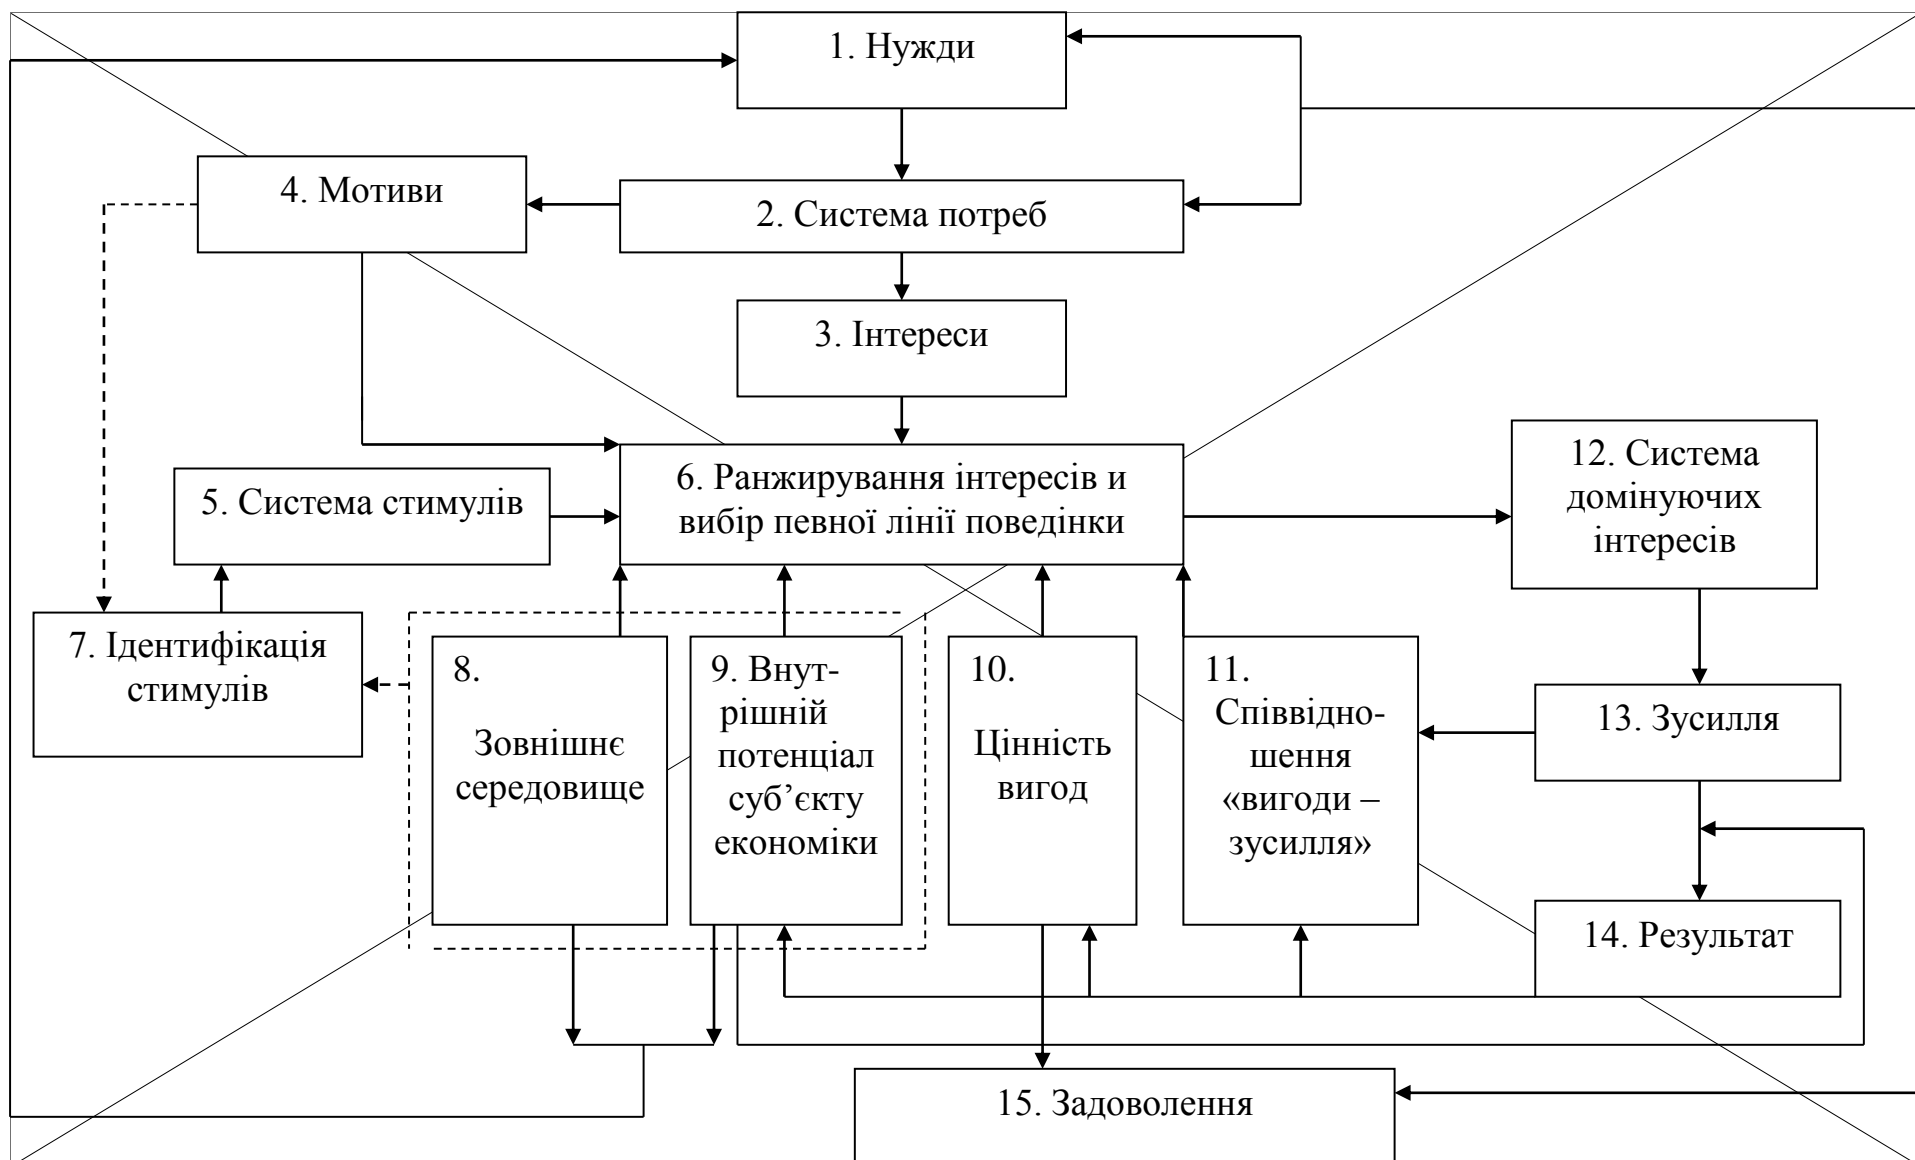 1. Нужди
4. Мотиви
2. Система потреб
3. Інтереси
12. Система
домінуючих
інтересів
6. Ранжирування інтересів и
вибір певної лінії поведінки
5. Система стимулів
7. Ідентифікація
стимулів
8.
Зовнішнє
середовище
9. Внут-
рішній
потенціал
суб’єкту
економіки
10.
Цінність
вигод
11.
Співвідно-
шення
«вигоди –
зусилля»
13. Зусилля
14. Результат
15. Задоволення